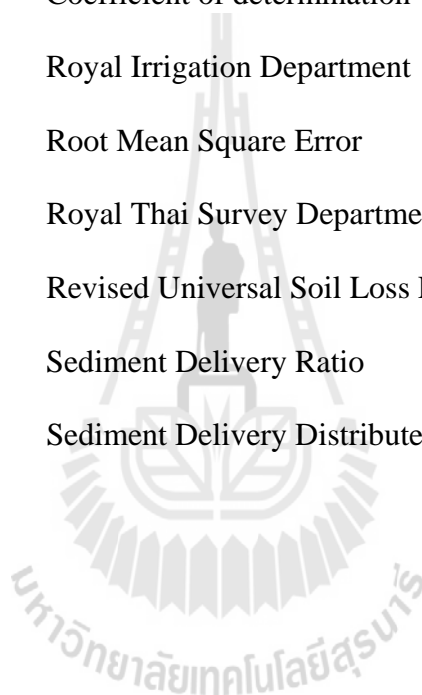 Coefficient of determination
Royal Irrigation Department
Root Mean Square Error
Royal Thai Survey Departme
Revised Universal Soil Loss
Sediment Delivery Ratio
Sediment Delivery Distribute
มหาวิทยาลัยเทคโนโลยีสุรนารี